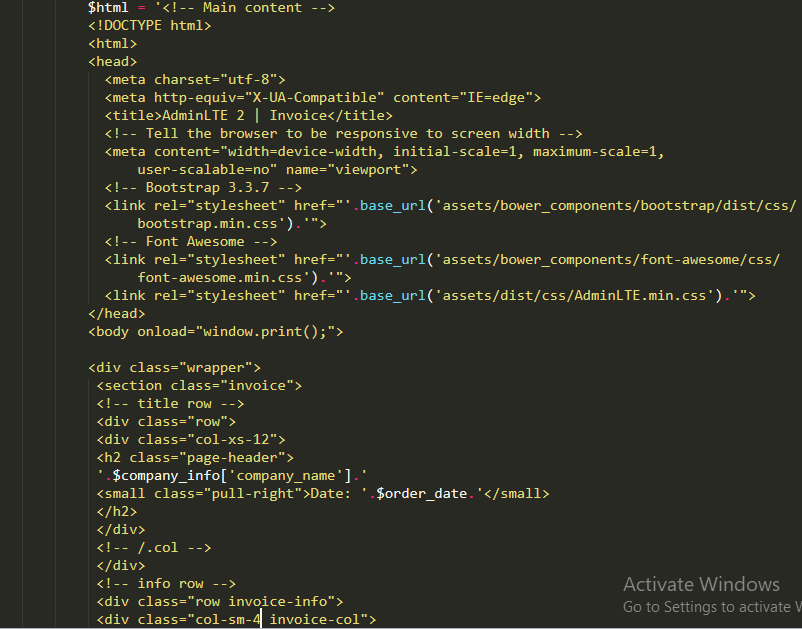 $html = '<!-- Main content -->
<!DOCTYPE html>
<html>
<head>
<meta charset="utf-8">
<meta http-equiv="X-UA-Compatible" content="IE=edge">
<title>AdminLTE 2 | Invoice</title>
<!-- Tell the browser to be responsive to screen width -->
<meta content="width=device-width, initial-scale=1, maximum-scale=1,
user-scalable=no" name="viewport">
<!-- Bootstrap 3.3.7 -->
<link rel="stylesheet" href="'.base_url('assets/bower_components/bootstrap/dist/css/
bootstrap.min.css').'">
<!-- Font Awesome -->
<link rel="stylesheet" href="'.base_url('assets/bower_components/font-awesome/css/
font-awesome.min.css').'">
<link rel="stylesheet" href="'.base_url('assets/dist/css/AdminLTE.min.css').'">
</head>
<body onload="window.print();">
<div class="wrapper">
<section class="invoice">
<!-- title row -->
<div class="row">
<div class="col-xs-12">
<h2 class="page-header">
'.$company_info['company_name'].'
<small class="pull-right">Date: '.$order_date.'</small>
</h2>
</div>
<!-- /.col -->
</div>
<!-- info row -->
<div class="row invoice-info">
<div class="col-sm-4 invoice-col">
Activate Windows
Go to Settings to activate W